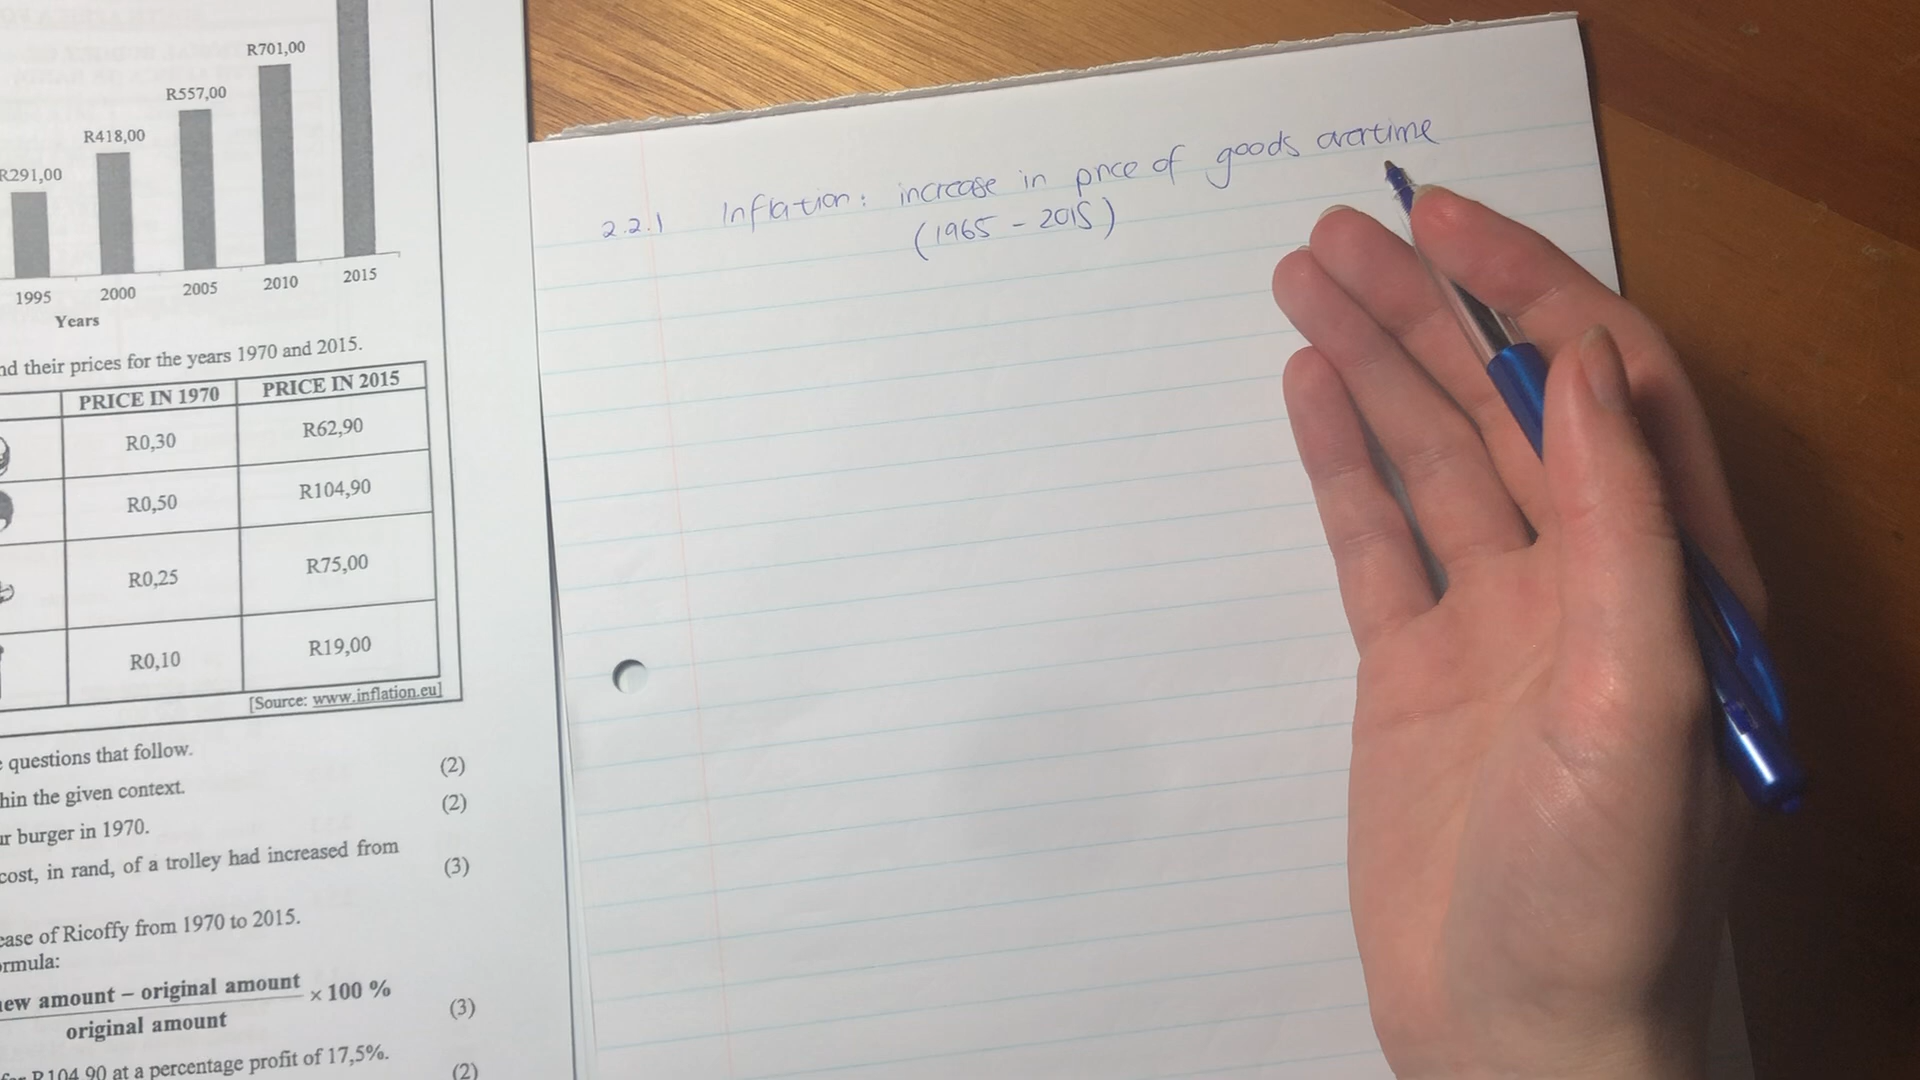 R701,00
R557,00
R418,00
R291,00
1995 2000 2005 2010 2015
Years
nd their prices for the years 1970 and 2015.
PRICE IN 1970 PRICE IN 2015
R0,30 R62,90
R0,50 R104,90
R0,25 R75,00
R0,10 R19,00
[Source: www.inflation.eu]
questions that follow.
(2)
hin the given context.
(2)
ur burger in 1970.
cost, in rand, of a trolley had increased from
(3)
ease of Ricoffy from 1970 to 2015.
ormula:
new amount – original amount × 100 %
original amount
(3)
R104,90 at a percentage profit of 17,5%.
(2)
2.2.1 Inflation: increase in price of goods overtime
(1965 - 2015)